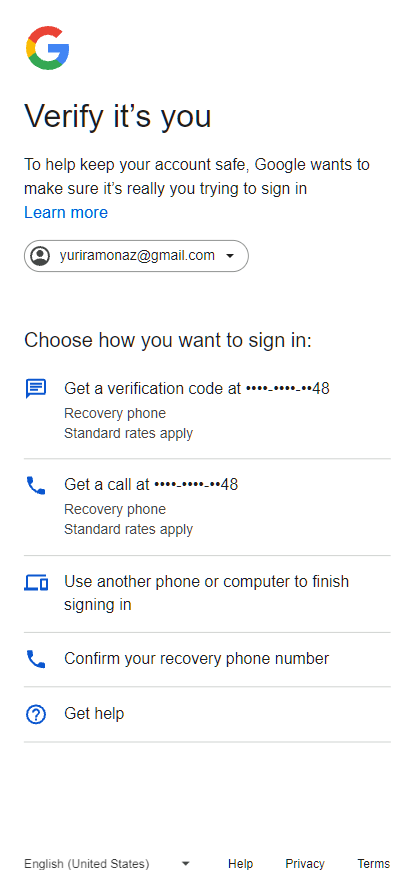 Verify it’s you
To help keep your account safe, Google wants to
make sure it’s really you trying to sign in
Learn more
yuriramonaz@gmail.com
Choose how you want to sign in:
Get a verification code at ••••-••••-••48
Recovery phone
Standard rates apply
Get a call at ••••-••••-••48
Recovery phone
Standard rates apply
Use another phone or computer to finish
signing in
Confirm your recovery phone number
Get help
English (United States) Help Privacy Terms